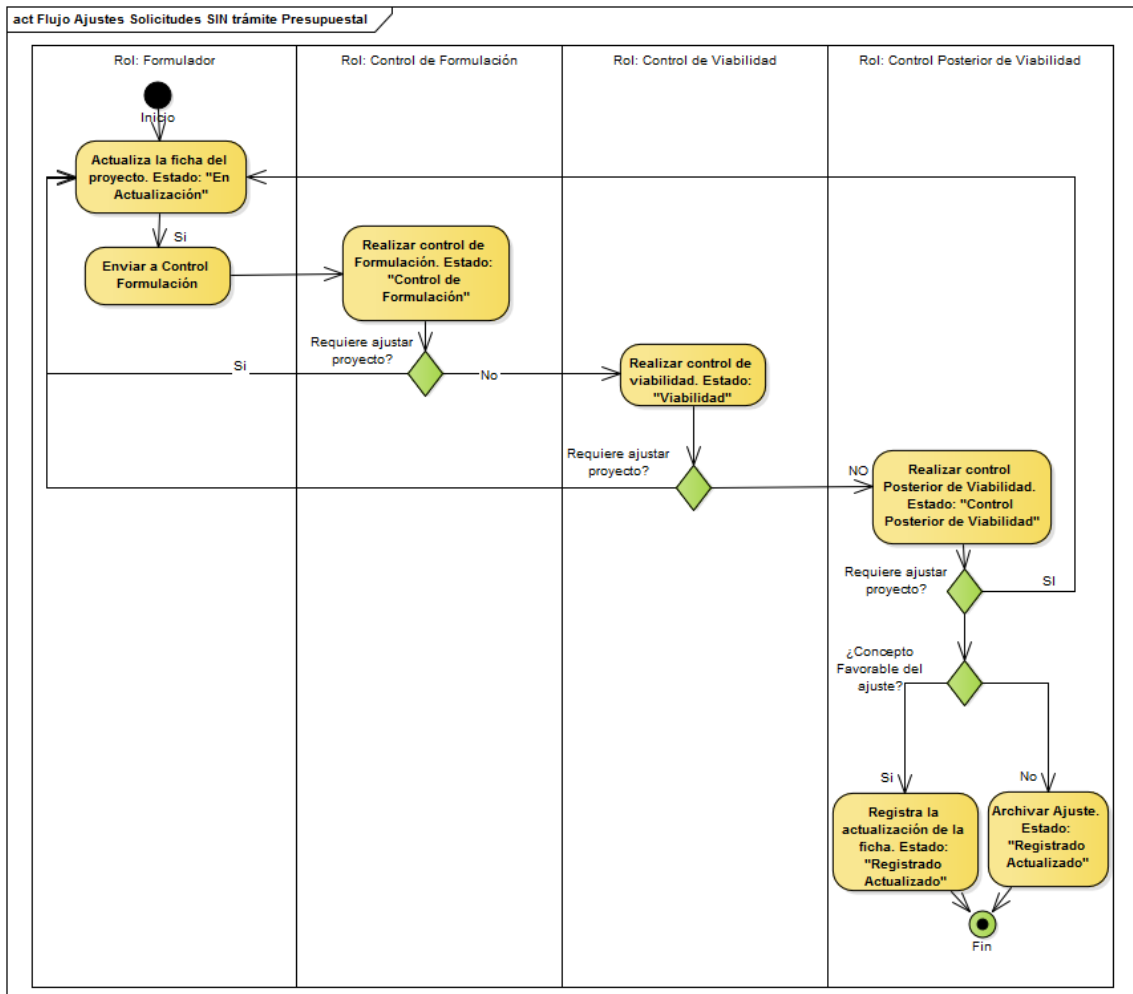 act Flujo Ajustes Solicitudes SIN trámite Presupuestal
Rol: Formulador
Rol: Control de Formulación
Rol: Control de Viabilidad
Rol: Control Posterior de Viabilidad
Inicio
Actualiza la ficha del
proyecto. Estado: "En
Actualización"
Si
Enviar a Control
Formulación
Realizar control de
Formulación. Estado:
"Control de
Formulación"
Requiere ajustar
proyecto?
Si
No
Realizar control de
viabilidad. Estado:
"Viabilidad"
Requiere ajustar
proyecto?
NO
Realizar control
Posterior de Viabilidad.
Estado: "Control
Posterior de Viabilidad"
Requiere ajustar
proyecto?
SI
¿Concepto
Favorable del
ajuste?
Si
No
Registra la
actualización de la
ficha. Estado:
"Registrado
Actualizado"
Archivar Ajuste.
Estado:
"Registrado
Actualizado"
Fin